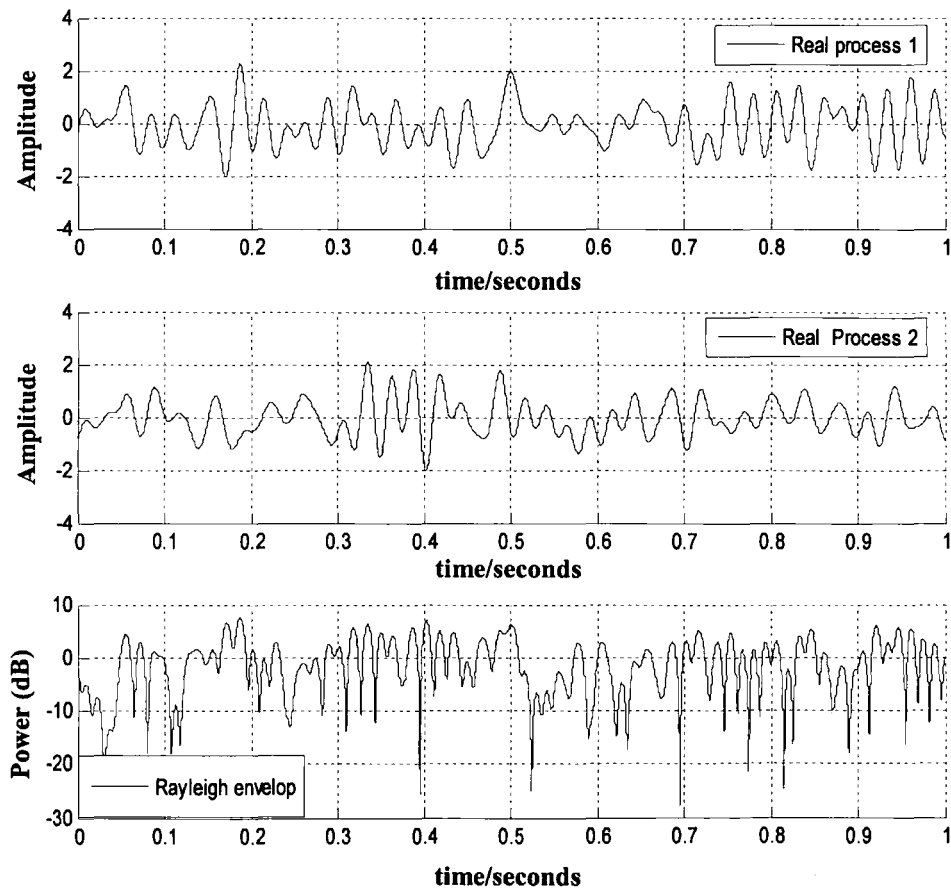 4
2
0
-2
-4
Amplitude
Real process 1
0 0.1 0.2 0.3 0.4 0.5 0.6 0.7 0.8 0.9 1
time/seconds
4
2
0
-2
-4
Amplitude
Real Process 2
0 0.1 0.2 0.3 0.4 0.5 0.6 0.7 0.8 0.9 1
time/seconds
10
0
-10
-20
-30
Power (dB)
Rayleigh envelop
0 0.1 0.2 0.3 0.4 0.5 0.6 0.7 0.8 0.9 1
time/seconds